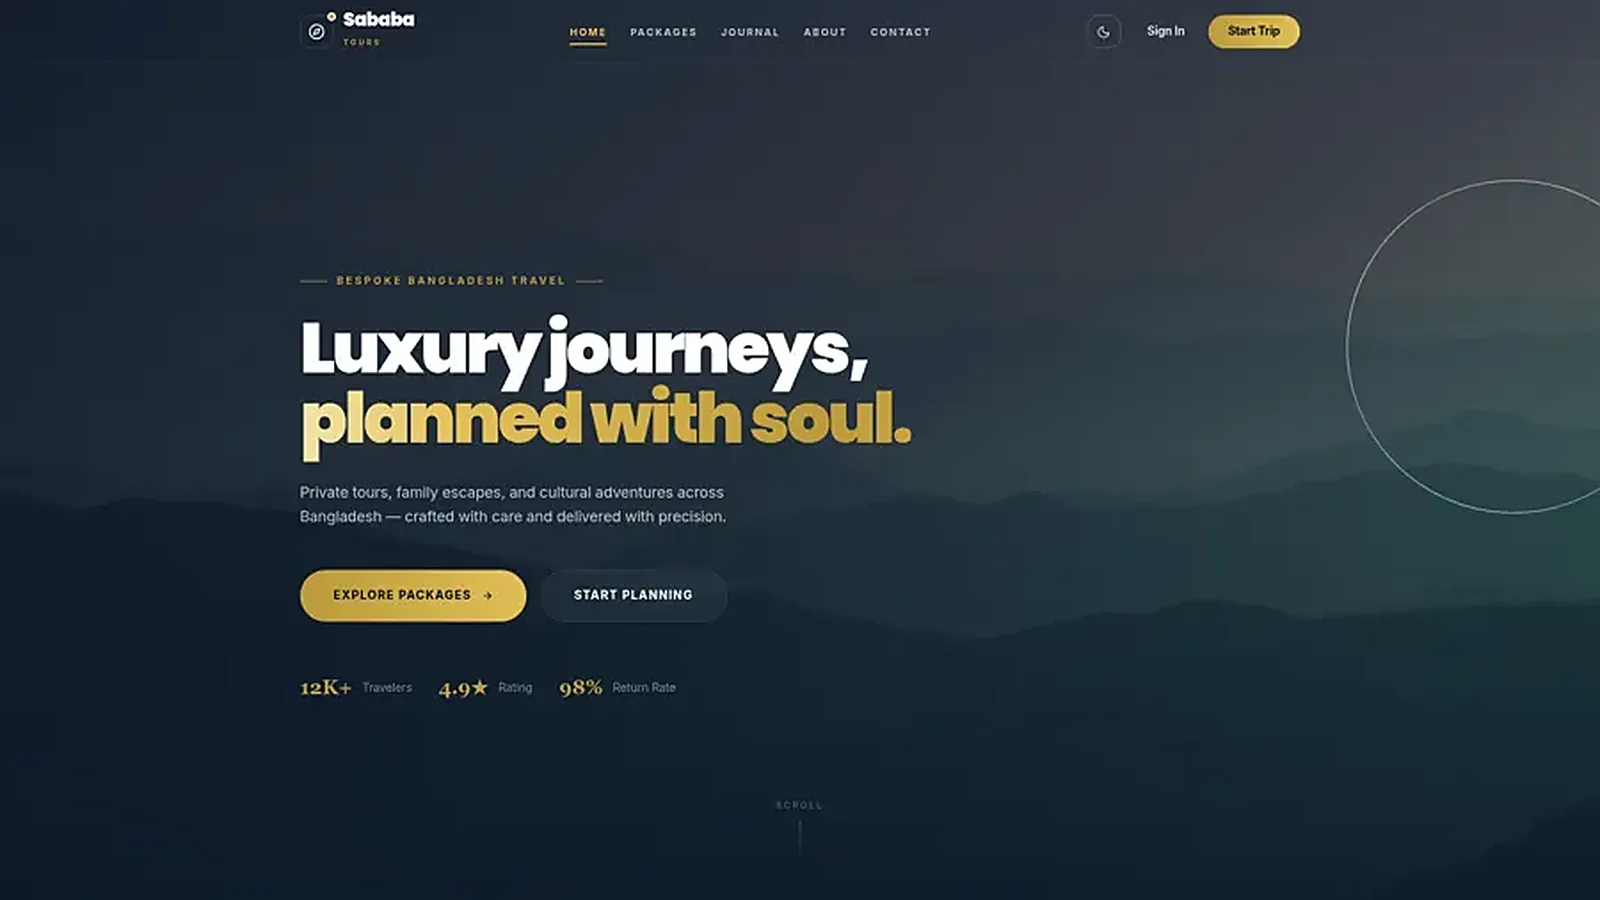 Sababa
TOURS
HOME PACKAGES JOURNAL ABOUT CONTACT
Sign In
Start Trip
BESPOKE BANGLADESH TRAVEL
Luxury journeys,
planned with soul.
Private tours, family escapes, and cultural adventures across
Bangladesh — crafted with care and delivered with precision.
EXPLORE PACKAGES →
START PLANNING
12K+ Travelers 4.9★ Rating 98% Return Rate
SCROLL